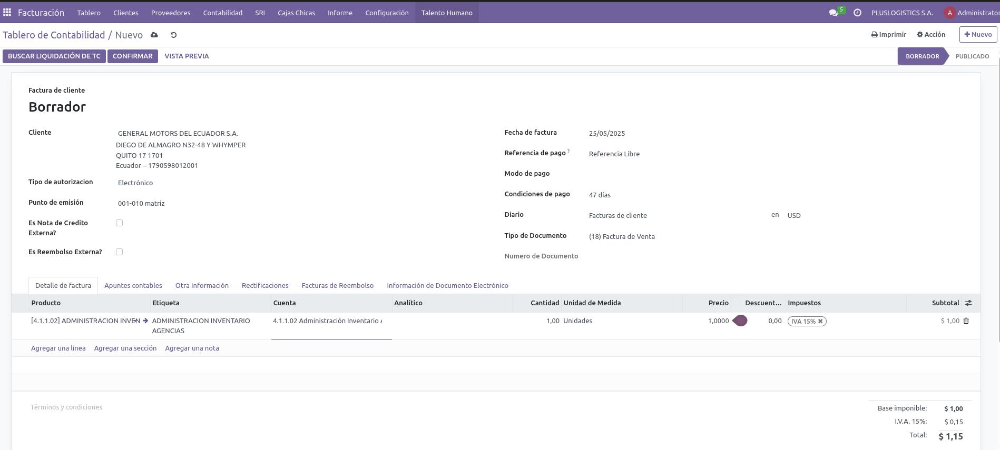 Facturación Tablero Clientes Proveedores Contabilidad SRI Cajas Chicas Informe Configuración Talento Humano 5 PLUSLOGISTICS S.A. A Administrator
Tablero de Contabilidad / Nuevo Imprimir Acción Nuevo
BUSCAR LIQUIDACIÓN DE TC CONFIRMAR VISTA PREVIA BORRADOR PUBLICADO
Factura de cliente
Borrador
Cliente GENERAL MOTORS DEL ECUADOR S.A.
DIEGO DE ALMAGRO N32-48 Y WHYMPER
QUITO 17 1701
Ecuador – 1790598012001
Tipo de autorizacion Electrónico
Punto de emisión 001-010 matriz
Es Nota de Credito
Externa?
Es Reembolso Externa?
Fecha de factura 25/05/2025
Referencia de pago ? Referencia Libre
Modo de pago
Condiciones de pago 47 días
Diario Facturas de cliente en USD
Tipo de Documento (18) Factura de Venta
Numero de Documento
Detalle de factura Apuntes contables Otra Información Rectificaciones Facturas de Reembolso Información de Documento Electrónico
Producto Etiqueta Cuenta Analítico Cantidad Unidad de Medida Precio Descuent... Impuestos Subtotal
[4.1.1.02] ADMINISTRACION INVEN ADMINISTRACION INVENTARIO 4.1.1.02 Administración Inventario 1,00 Unidades 1,0000 0,00 IVA 15% $ 1,00
AGENCIAS
Agregar una línea Agregar una sección Agregar una nota
Términos y condiciones
Base imponible: $ 1,00
I.V.A. 15%: $ 0,15
Total: $ 1,15